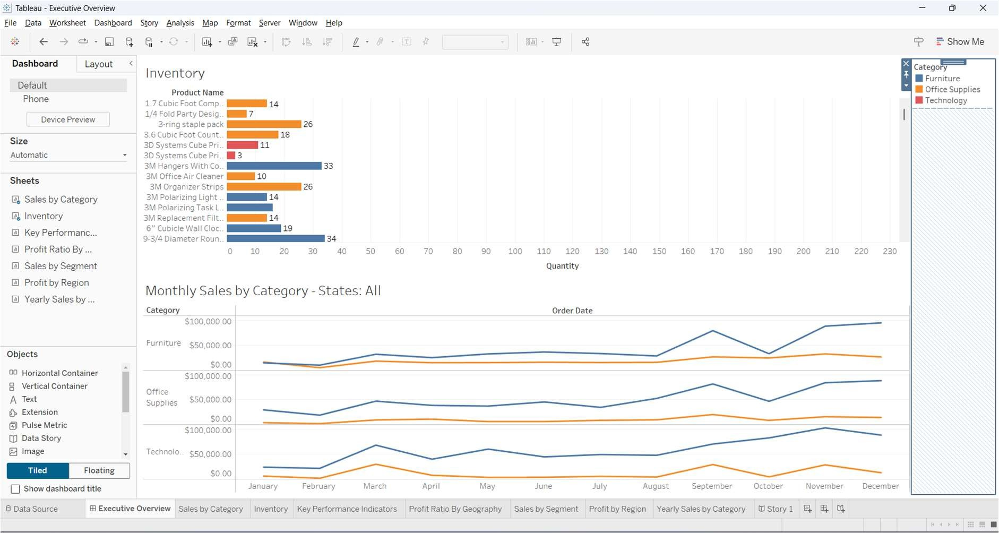 Tableau - Executive Overview
File Data Worksheet Dashboard Story Analysis Map Format Server Window Help
Show Me
Dashboard Layout
Default
Phone
Device Preview
Size
Automatic
Sheets
Sales by Category
Inventory
Key Performanc...
Profit Ratio By ...
Sales by Segment
Profit by Region
Yearly Sales by ...
Objects
Horizontal Container
Vertical Container
Text
Extension
Pulse Metric
Data Story
Image
Tiled Floating
Show dashboard title
Inventory
Product Name
1.7 Cubic Foot Comp.. 14
1/4 Fold Party Desig.. 7
3-ring staple pack 26
3.6 Cubic Foot Count.. 18
3D Systems Cube Pri.. 11
3D Systems Cube Pri.. 3
3M Hangers With Co.. 33
3M Office Air Cleaner 10
3M Organizer Strips 26
3M Polarizing Light .. 14
3M Polarizing Task L..
3M Replacement Filt.. 14
6” Cubicle Wall Cloc.. 19
9-3/4 Diameter Roun.. 34
0 10 20 30 40 50 60 70 80 90 100 110 120 130 140 150 160 170 180 190 200 210 220 230
Quantity
Category
Furniture
Office Supplies
Technology
Monthly Sales by Category - States: All
Category Order Date
$100,000.00
Furniture $50,000.00
$0.00
$100,000.00
Office
Supplies $50,000.00
$0.00
$100,000.00
Technolo.. $50,000.00
$0.00
January February March April May June July August September October November December
Data Source Executive Overview Sales by Category Inventory Key Performance Indicators Profit Ratio By Geography Sales by Segment Profit by Region Yearly Sales by Category Story 1